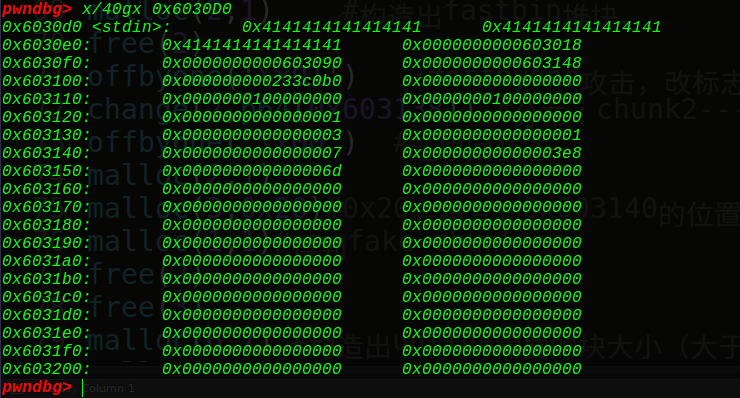 pwndbg> x/40gx 0x6030D0
0x6030d0 <stdin>: 0x4141414141414141 0x4141414141414141
0x6030e0: 0x4141414141414141 0x0000000000603018
0x6030f0: 0x0000000000603090 0x0000000000603148
0x603100: 0x000000000233c0b0 0x0000000000000000
0x603110: 0x0000000100000000 0x0000000100000000
0x603120: 0x0000000000000001 0x0000000000000000
0x603130: 0x0000000000000003 0x0000000000000001
0x603140: 0x0000000000000007 0x00000000000003e8
0x603150: 0x000000000000006d 0x0000000000000000
0x603160: 0x0000000000000000 0x0000000000000000
0x603170: 0x0000000000000000 0x0000000000000000
0x603180: 0x0000000000000000 0x0000000000000000
0x603190: 0x0000000000000000 0x0000000000000000
0x6031a0: 0x0000000000000000 0x0000000000000000
0x6031b0: 0x0000000000000000 0x0000000000000000
0x6031c0: 0x0000000000000000 0x0000000000000000
0x6031d0: 0x0000000000000000 0x0000000000000000
0x6031e0: 0x0000000000000000 0x0000000000000000
0x6031f0: 0x0000000000000000 0x0000000000000000
0x603200: 0x0000000000000000 0x0000000000000000
pwndbg>
Column 1